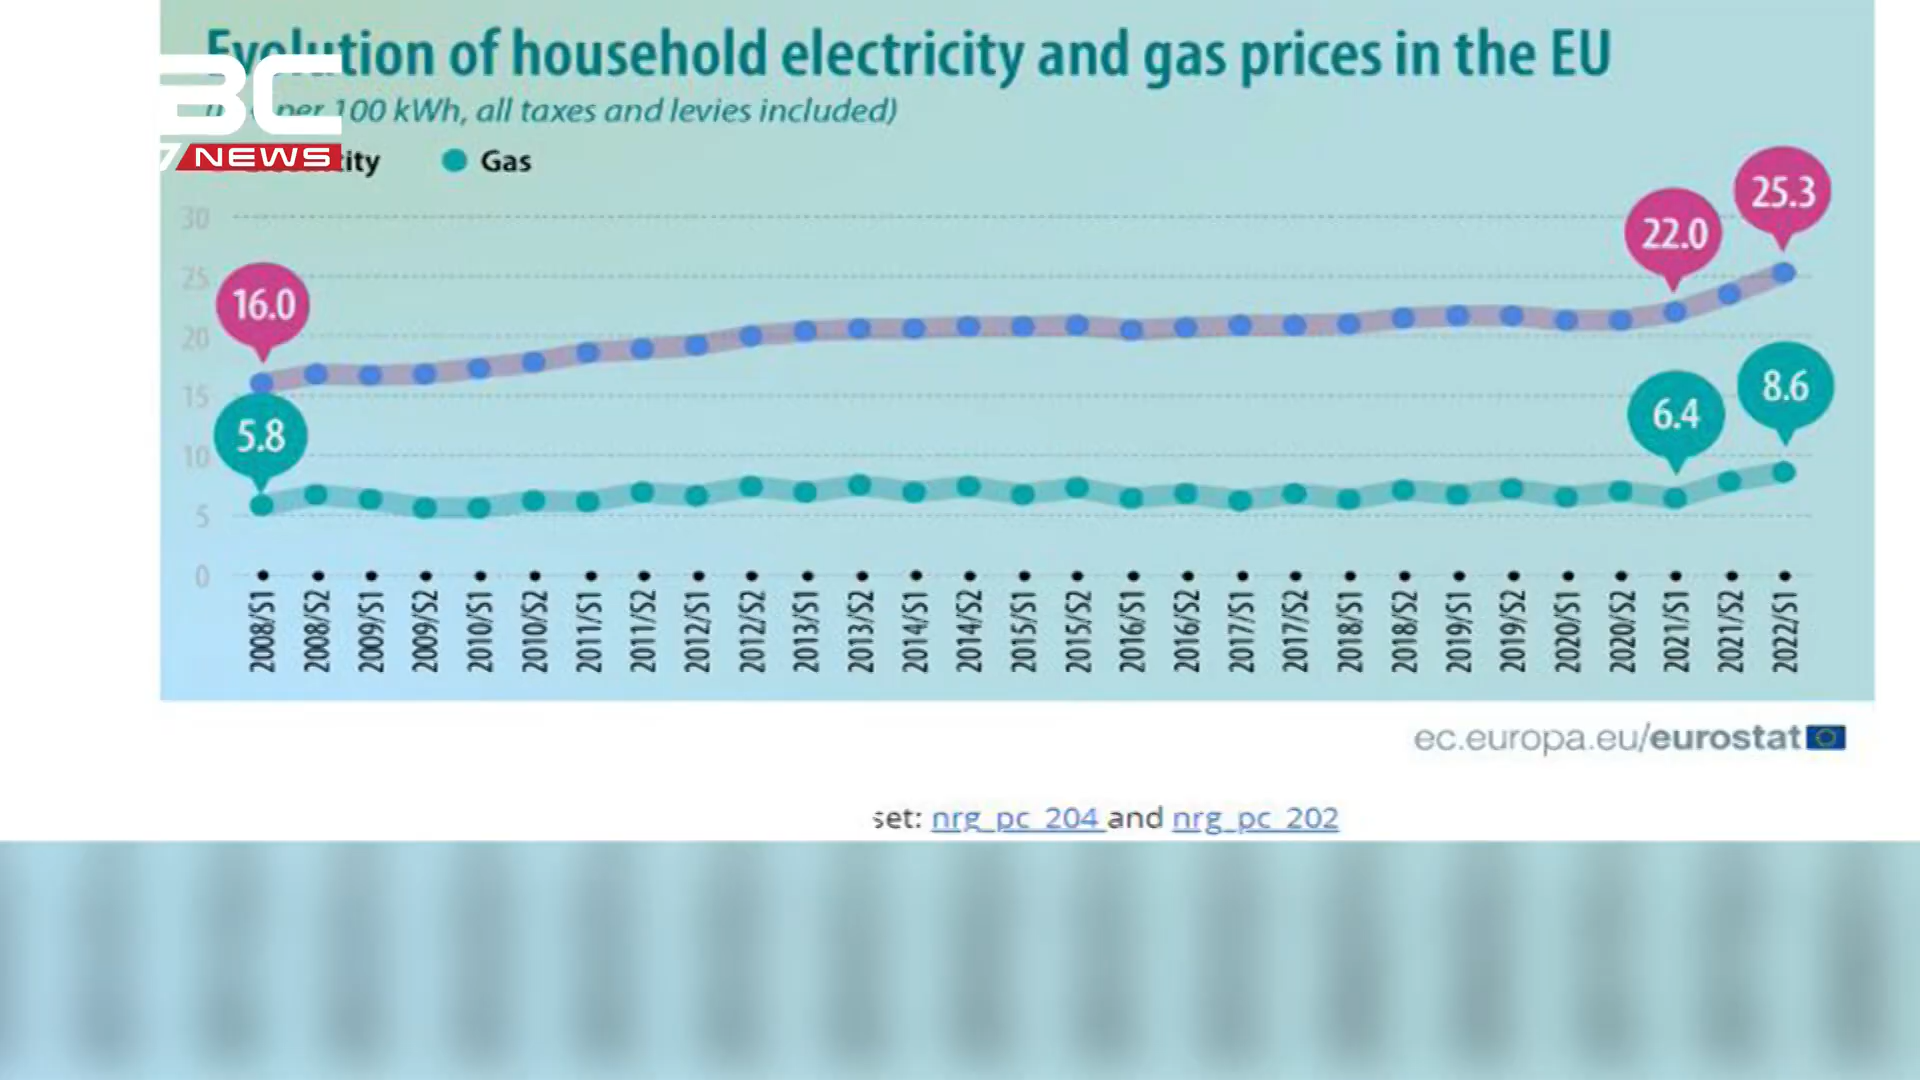 Evolution of household electricity and gas prices in the EU
per 100 kWh, all taxes and levies included)
BC
7 NEWS
Gas
30
25
20
15
10
5
0
16.0
22.0
25.3
5.8
6.4
8.6
2008/S1
2008/S2
2009/S1
2009/S2
2010/S1
2010/S2
2011/S1
2011/S2
2012/S1
2012/S2
2013/S1
2013/S2
2014/S1
2014/S2
2015/S1
2015/S2
2016/S1
2016/S2
2017/S1
2017/S2
2018/S1
2018/S2
2019/S1
2019/S2
2020/S1
2020/S2
2021/S1
2021/S2
2022/S1
ec.europa.eu/eurostat
set: nrg_pc_204 and nrg_pc_202